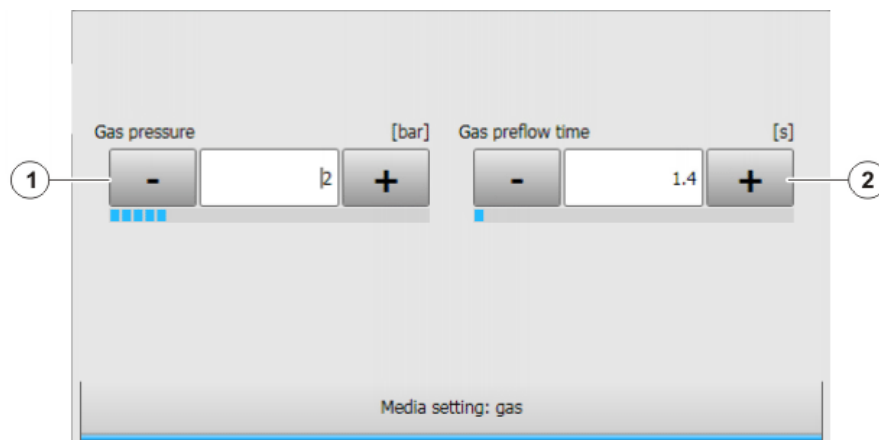 Gas pressure [bar] Gas preflow time [s]
1 - 2 + - 1.4 + 2
Media setting: gas